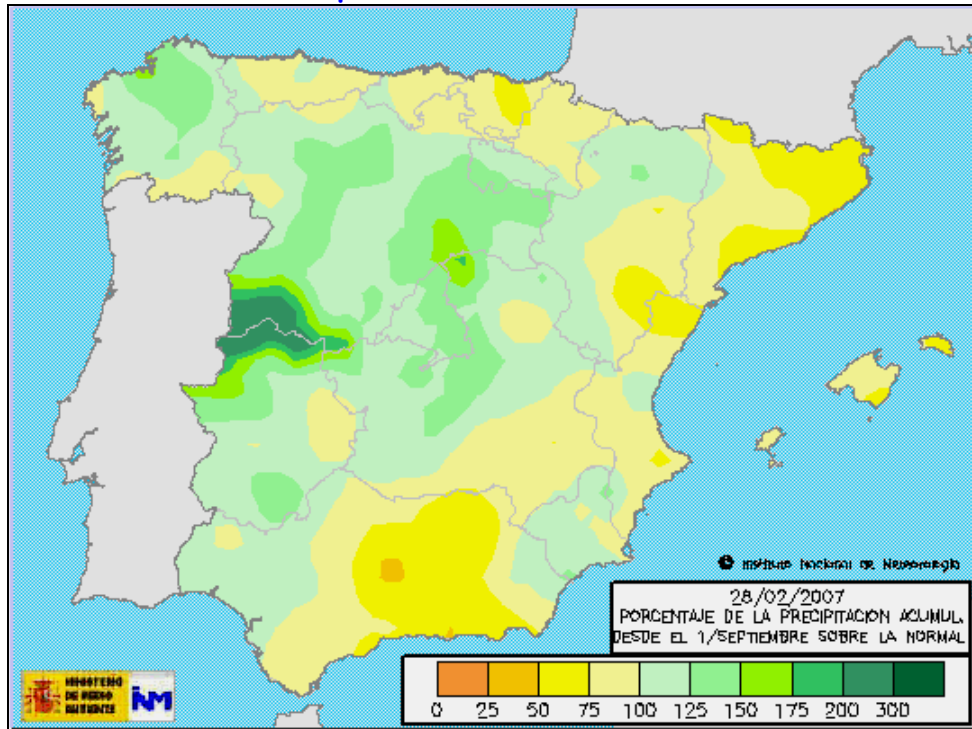 © Instituto Nacional de Meteorología
28/02/2007
PORCENTAJE DE LA PRECIPITACION ACUMUL.
DESDE EL 1/SEPTIEMBRE SOBRE LA NORMAL
MINISTERIO
DE MEDIO
AMBIENTE
INM
0 25 50 75 100 125 150 175 200 300